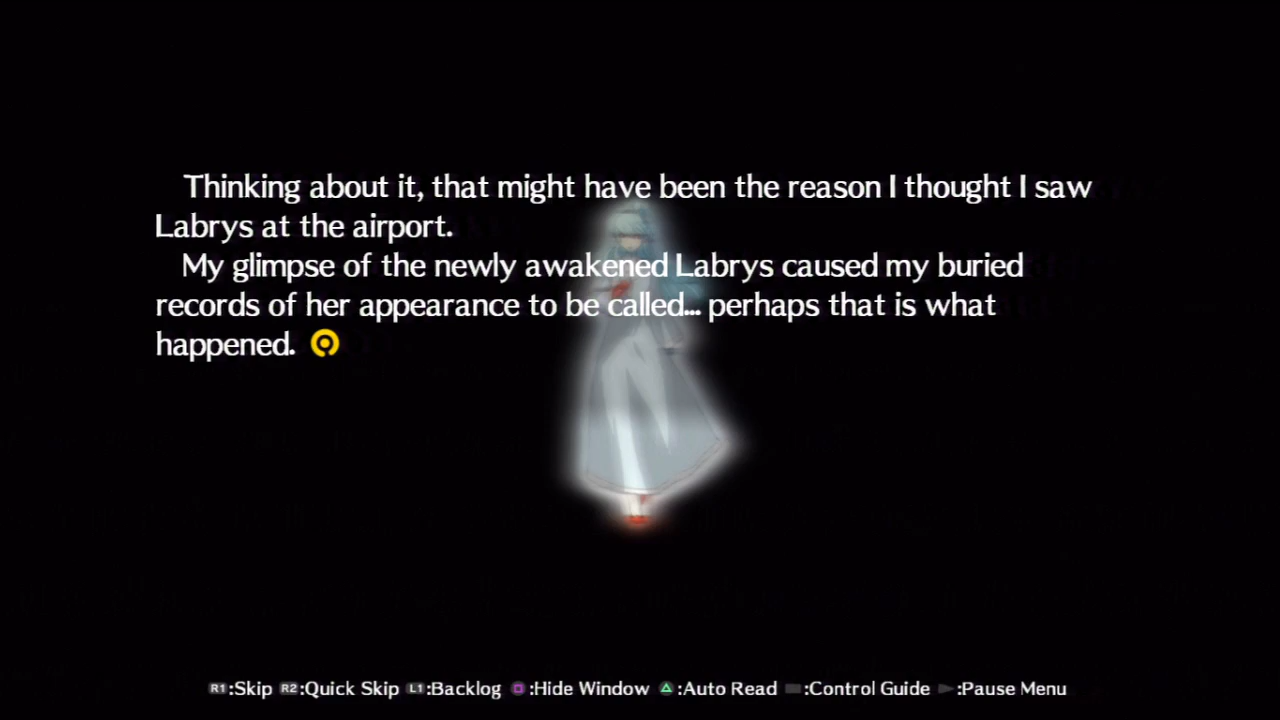 Thinking about it, that might have been the reason I thought I saw
Labrys at the airport.
My glimpse of the newly awakened Labrys caused my buried
records of her appearance to be called... perhaps that is what
happened.
R1:Skip R2:Quick Skip L1:Backlog :Hide Window :Auto Read :Control Guide :Pause Menu